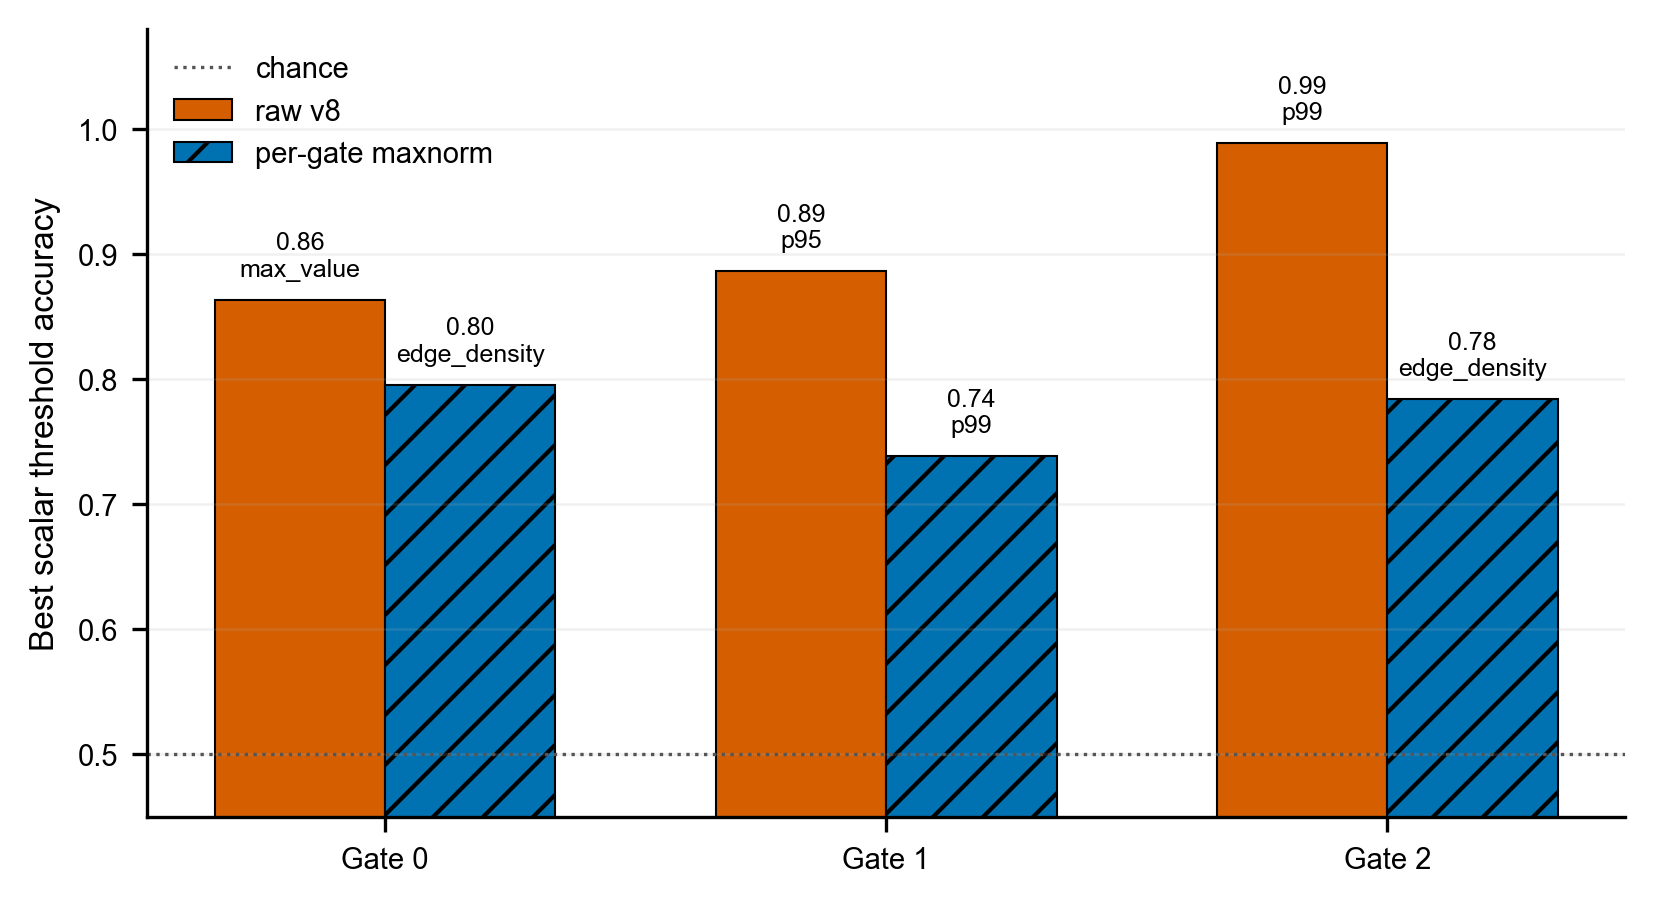 chance
raw v8
per-gate maxnorm
Best scalar threshold accuracy
1.0
0.9
0.8
0.7
0.6
0.5
0.86
max_value
0.80
edge_density
0.89
p95
0.74
p99
0.99
p99
0.78
edge_density
Gate 0
Gate 1
Gate 2